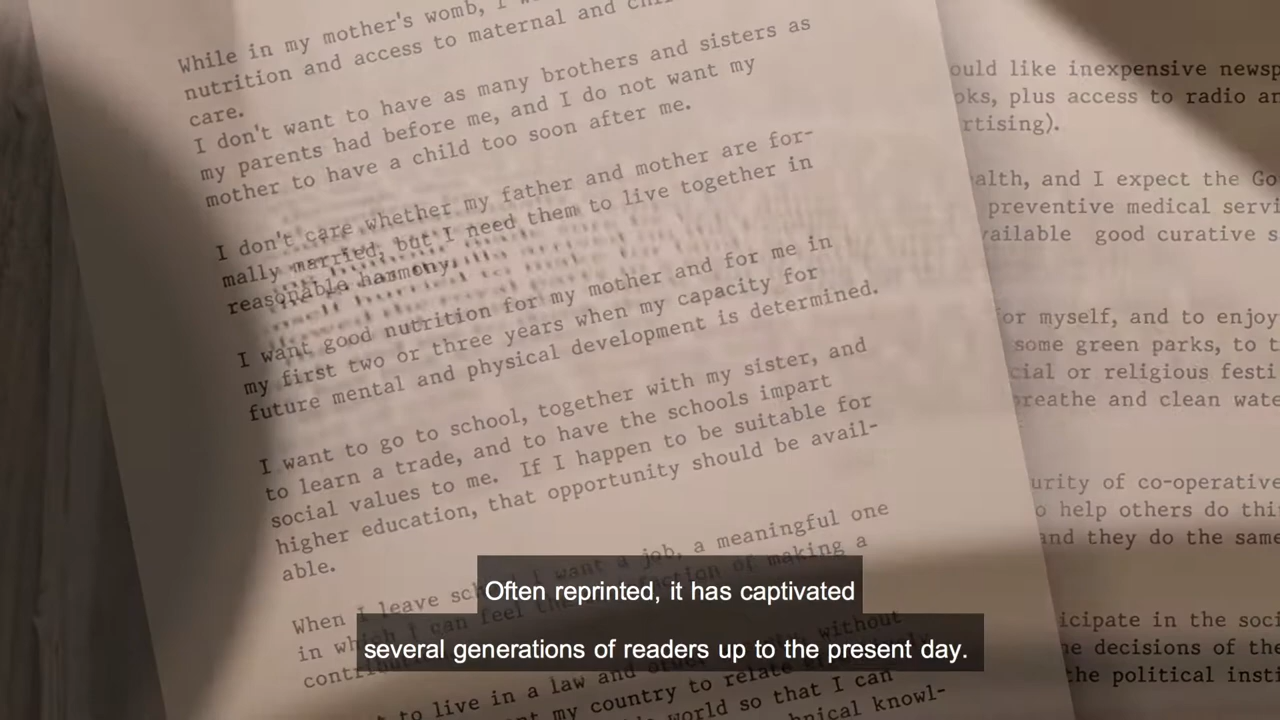 While in my mother's womb, I
nutrition and access to maternal and
care.
I don't want to have as many brothers and sisters as
my parents had before me, and I do not want my
mother to have a child too soon after me.
I don't care whether my father and mother are for-
mally married, but I need them to live together in
reasonable harmony.
I want good nutrition for my mother and for me in
my first two or three years when my capacity for
future mental and physical development is determined.
I want to go to school, together with my sister, and
to learn a trade, and to have the schools impart
social values to me. If I happen to be suitable for
higher education, that opportunity should be avail-
able.
When I leave school I want a job, a meaningful one
in which I can feel the satisfaction of making a
to live in a law and
my country to relate
world so that I can
knowl-
ould like inexpensive newsp
oks, plus access to radio an
rtising).
alth, and I expect the Go
preventive medical servi
ailable good curative s
or myself, and to enjoy
some green parks, to t
cial or religious festi
breathe and clean wate
urity of co-operative
o help others do thi
and they do the same
icipate in the soci
e decisions of the
the political insti
Often reprinted, it has captivated
several generations of readers up to the present day.